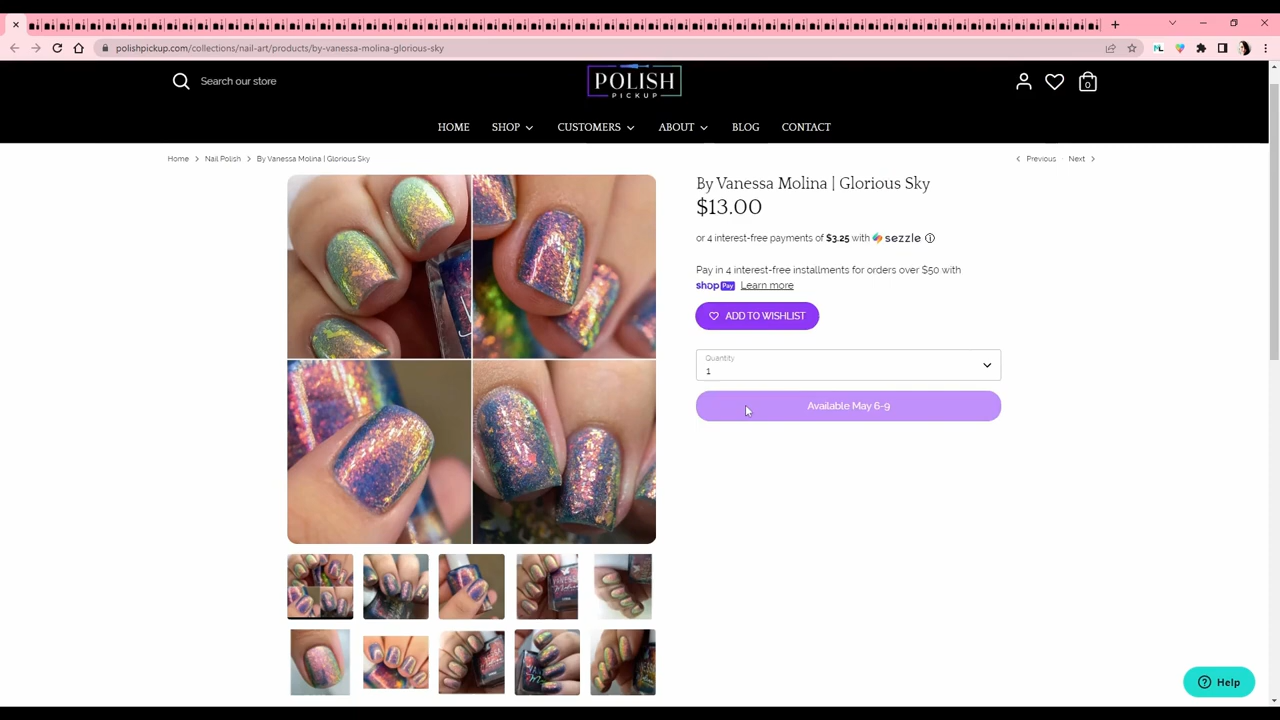 polishpickup.com/collections/nail-art/products/by-vanessa-molina-glorious-sky
Search our store
POLISH
PICKUP
0
HOME SHOP CUSTOMERS ABOUT BLOG CONTACT
Home > Nail Polish > By Vanessa Molina | Glorious Sky
< Previous · Next >
By Vanessa Molina | Glorious Sky
$13.00
or 4 interest-free payments of $3.25 with sezzle
Pay in 4 interest-free installments for orders over $50 with
shop Pay Learn more
ADD TO WISHLIST
Quantity
1
Available May 6-9
Help